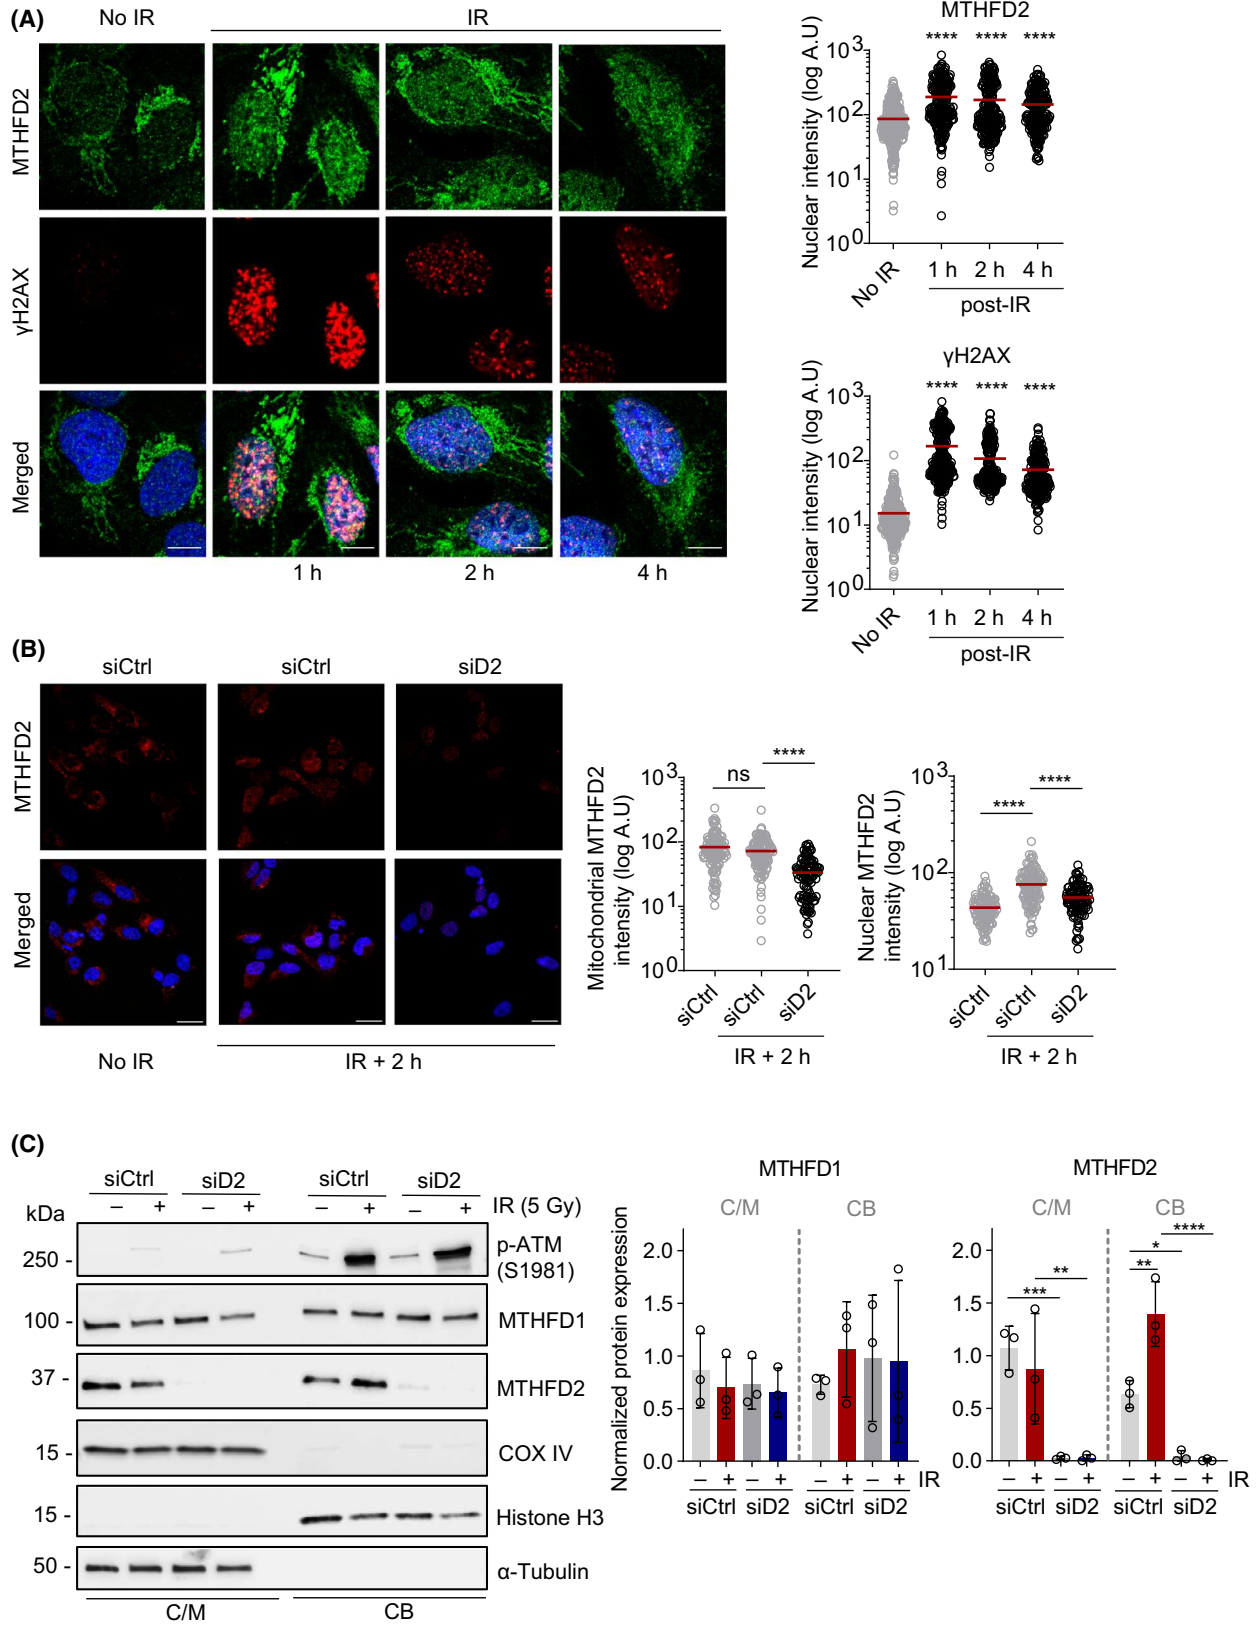 (A)
No IR IR
MTHFD2
γH2AX
Merged
1 h 2 h 4 h
MTHFD2
Nuclear intensity (log A.U)
**** **** ****
10³
10²
10¹
10⁰
No IR 1 h 2 h 4 h
post-IR
γH2AX
Nuclear intensity (log A.U)
**** **** ****
10³
10²
10¹
10⁰
No IR 1 h 2 h 4 h
post-IR
(B)
siCtrl siCtrl siD2
MTHFD2
Merged
No IR IR + 2 h
Mitochondrial MTHFD2
intensity (log A.U)
****
ns
10³
10²
10¹
10⁰
siCtrl siCtrl siD2
IR + 2 h
Nuclear MTHFD2
intensity (log A.U)
****
****
10³
10²
10¹
siCtrl siCtrl siD2
IR + 2 h
(C)
siCtrl siD2 siCtrl siD2
– + – + – + – + IR (5 Gy)
kDa
250 - p-ATM
(S1981)
100 - MTHFD1
37 - MTHFD2
15 - COX IV
15 - Histone H3
50 - α-Tubulin
C/M CB
MTHFD1
C/M CB
Normalized protein expression
2.0
1.5
1.0
0.5
0.0
– + – + – + – +
siCtrl siD2 siCtrl siD2
MTHFD2
C/M CB
****
*
** **
***
2.0
1.5
1.0
0.5
0.0
– + – + – + – + IR
siCtrl siD2 siCtrl siD2
IR